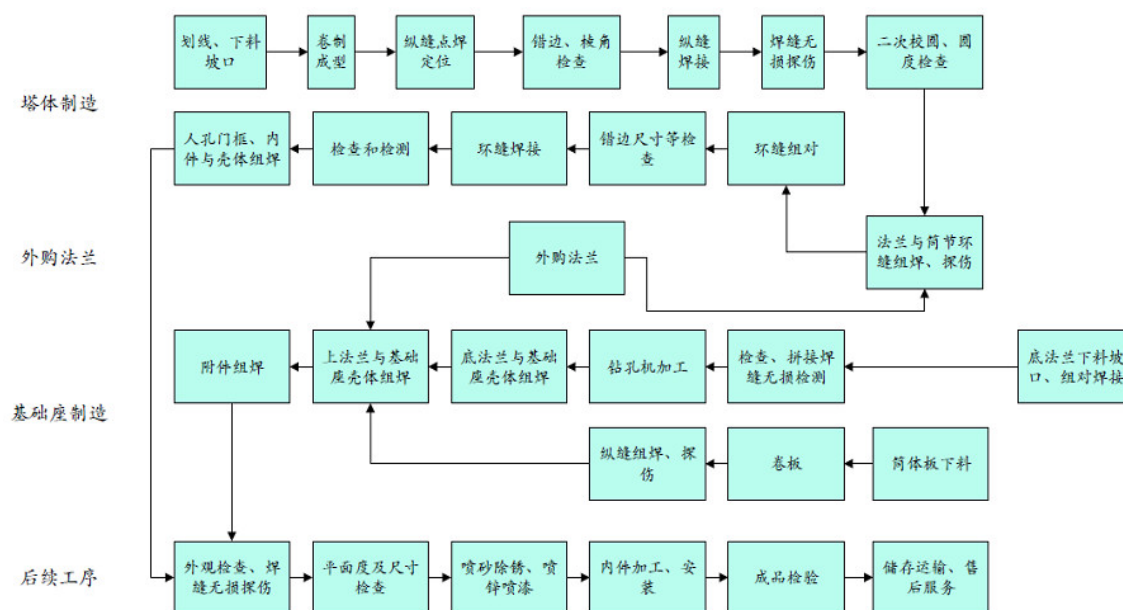 划线、下料
坡口
卷制
成型
纵缝点焊
定位
错边、棱角
检查
纵缝
焊接
焊缝无
损探伤
二次校圆、圆
度检查
塔体制造
人孔门框、内
件与壳体组焊
检查和检测
环缝焊接
错边尺寸等检
查
环缝组对
外购法兰
外购法兰
法兰与筒节环
缝组焊、探伤
附件组焊
上法兰与基础
座壳体组焊
底法兰与基础
座壳体组焊
钻孔机加工
检查、拼接焊
缝无损检测
底法兰下料坡
口、组对焊接
基础座制造
纵缝组焊、探
伤
卷板
筒体板下料
后续工序
外观检查、焊
缝无损探伤
平面度及尺寸
检查
喷砂除锈、喷
锌喷漆
内件加工、安
装
成品检验
储存运输、售
后服务